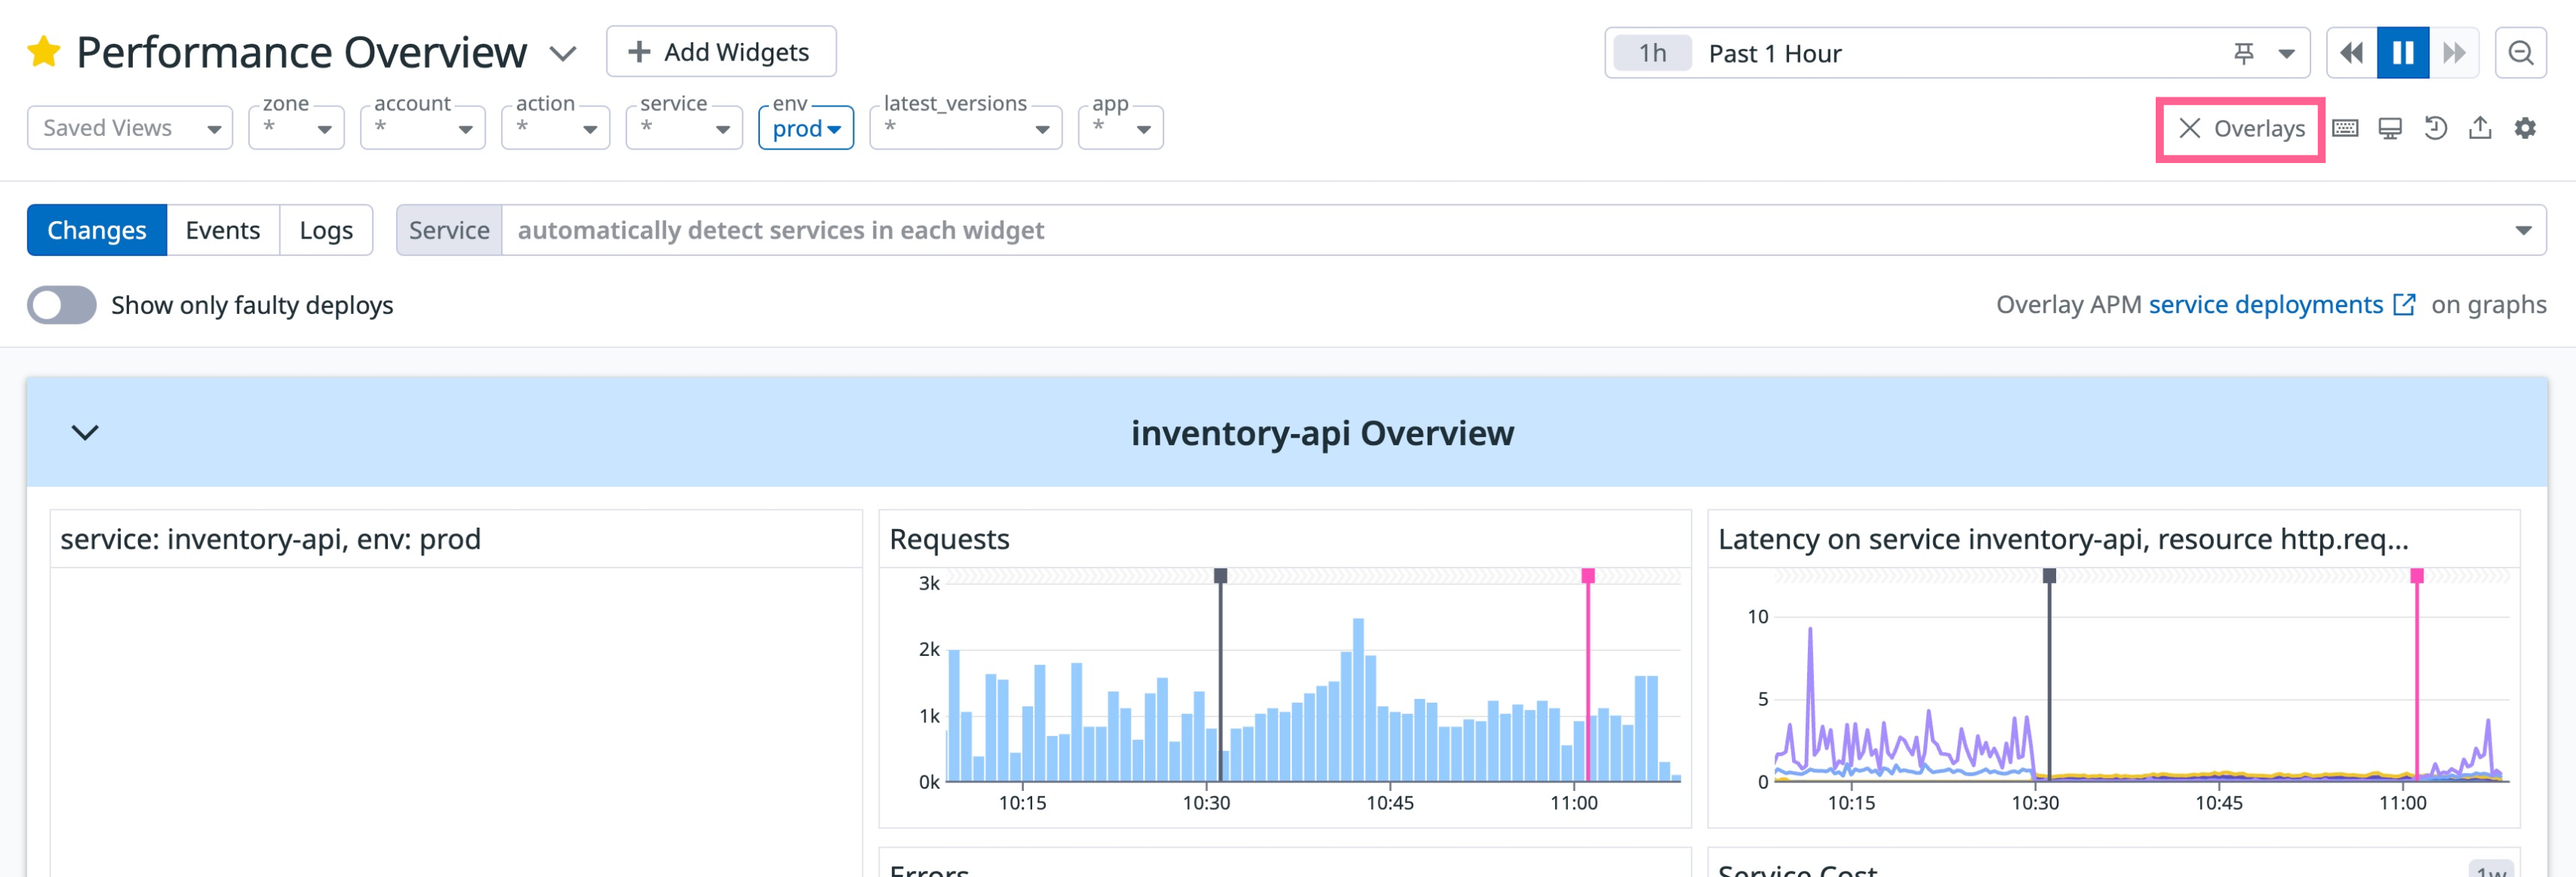 Performance Overview
Add Widgets
1h Past 1 Hour
Saved Views
zone
*
account
*
action
*
service
*
env
prod
latest_versions
*
app
*
Overlays
Changes Events Logs
Service automatically detect services in each widget
Show only faulty deploys
Overlay APM service deployments on graphs
inventory-api Overview
service: inventory-api, env: prod
Requests
3k
2k
1k
0k
10:15 10:30 10:45 11:00
Latency on service inventory-api, resource http.req...
10
5
0
10:15 10:30 10:45 11:00
Errors
Service Cost
1w